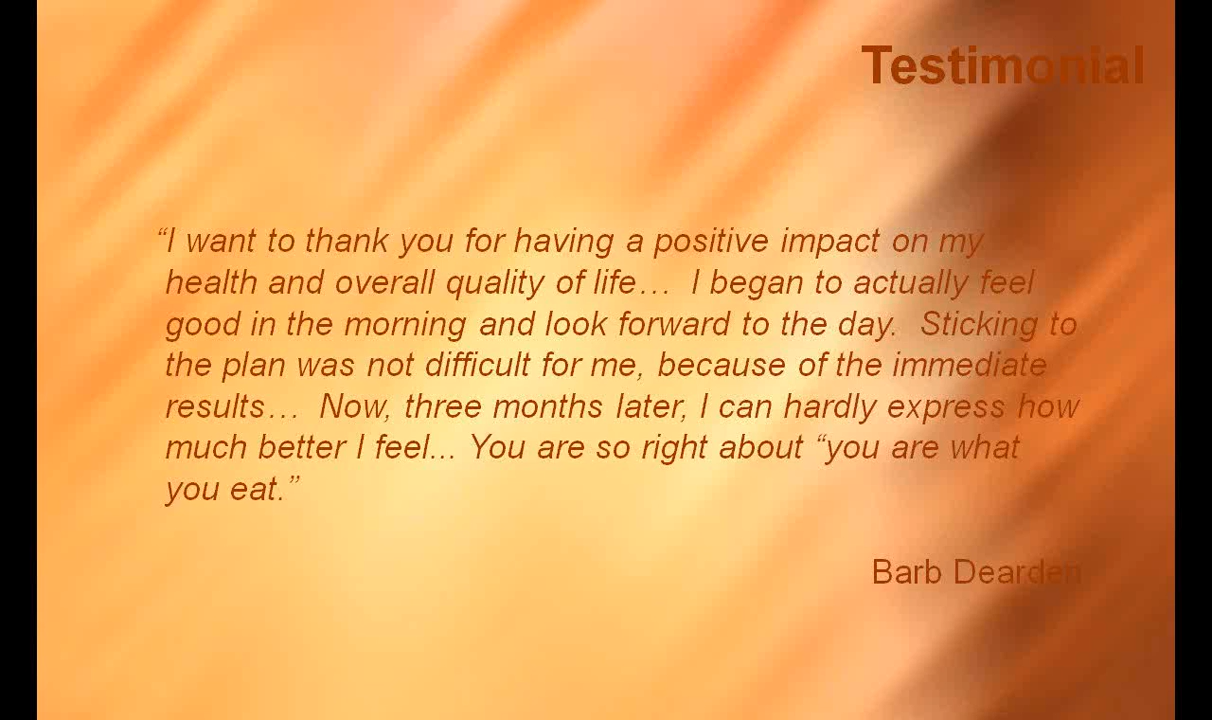 Testimonial
“I want to thank you for having a positive impact on my
health and overall quality of life…  I began to actually feel
good in the morning and look forward to the day.  Sticking to
the plan was not difficult for me, because of the immediate
results…  Now, three months later, I can hardly express how
much better I feel... You are so right about “you are what
you eat.”
Barb Dearden